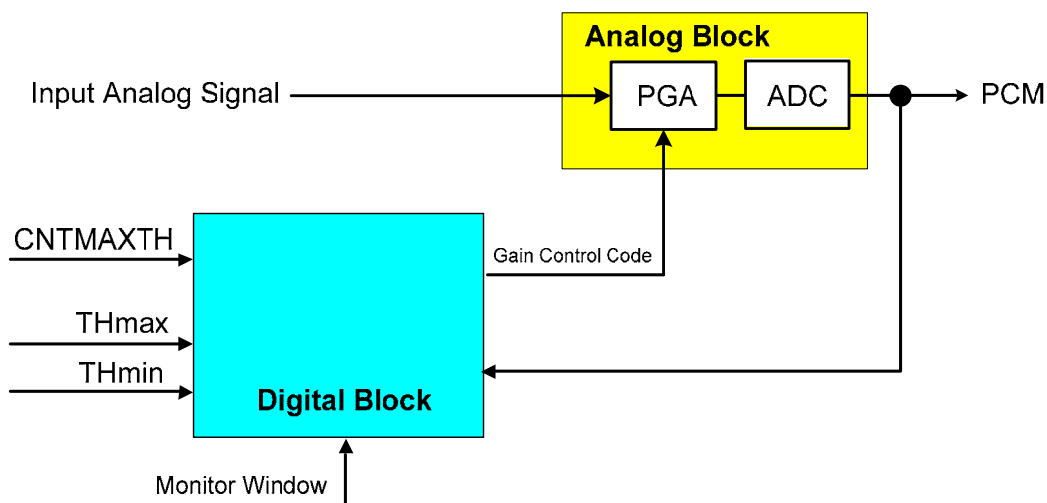 Analog Block
Input Analog Signal
PGA
ADC
PCM
CNTMAXTH
Gain Control Code
THmax
THmin
Digital Block
Monitor Window